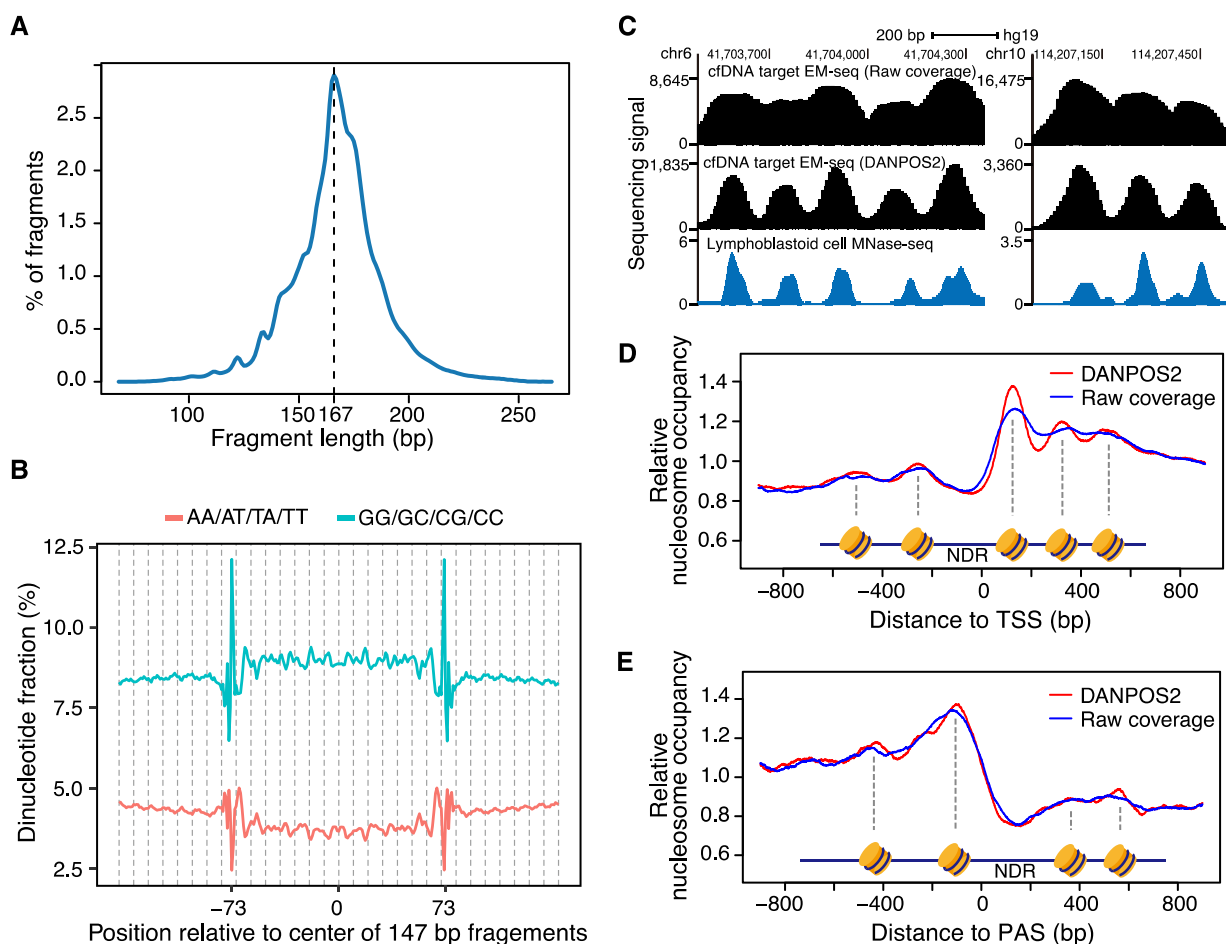 A
% of fragments
2.5
2.0
1.5
1.0
0.5
0.0
100
150
167
200
250
Fragment length (bp)
B
AA/AT/TA/TT
GG/GC/CG/CC
Dinucleotide fraction (%)
12.5
10.0
7.5
5.0
2.5
−73
0
73
Position relative to center of 147 bp fragements
C
200 bp
hg19
chr6
41,703,700
41,704,000
41,704,300
chr10
114,207,150
114,207,450
Sequencing signal
cfDNA target EM-seq (Raw coverage)
8,645
0
16,475
0
cfDNA target EM-seq (DANPOS2)
1,835
0
3,360
0
Lymphoblastoid cell MNase-seq
6
0
3.5
0
D
Relative
nucleosome occupancy
1.4
1.2
1.0
0.8
0.6
DANPOS2
Raw coverage
NDR
−800
−400
0
400
800
Distance to TSS (bp)
E
Relative
nucleosome occupancy
1.4
1.2
1.0
0.8
0.6
DANPOS2
Raw coverage
NDR
−800
−400
0
400
800
Distance to PAS (bp)